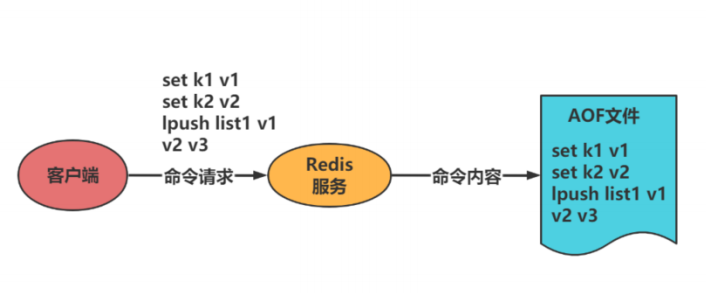 set k1 v1
set k2 v2
lpush list1 v1
v2 v3
客户端
命令请求
Redis
服务
命令内容
AOF文件
set k1 v1
set k2 v2
lpush list1 v1
v2 v3